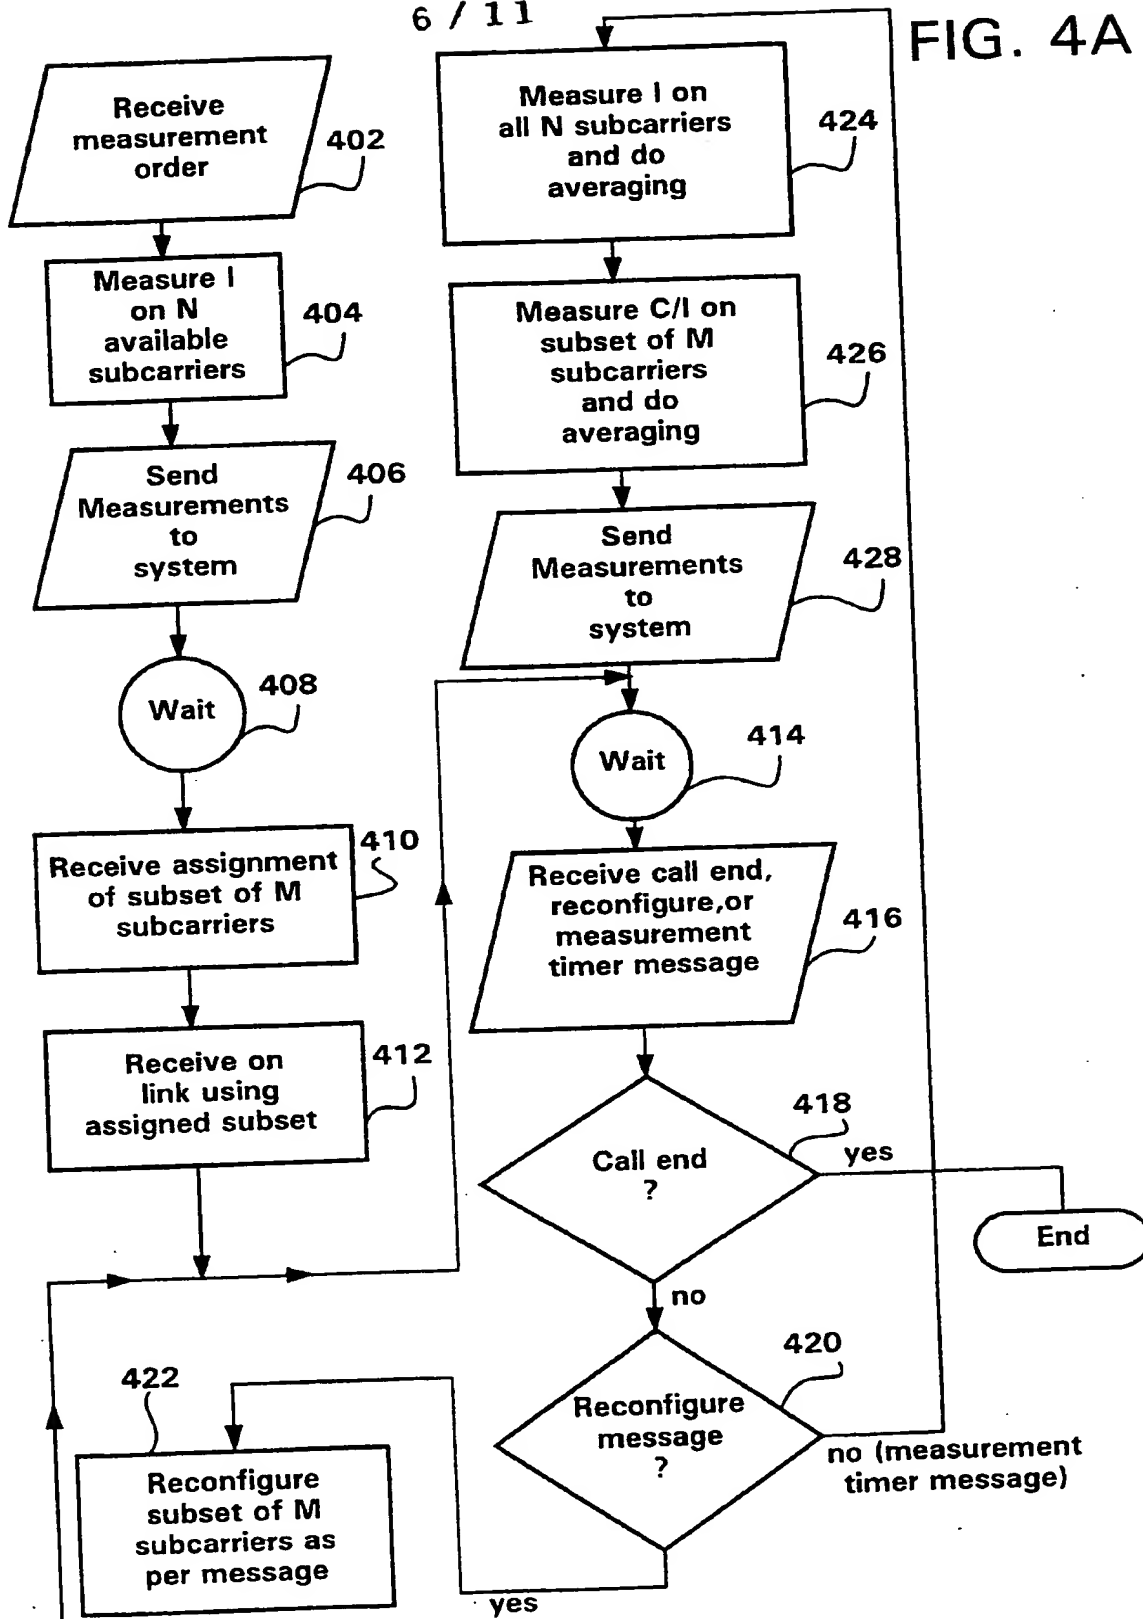 6 / 11
FIG. 4A
Receive
measurement
order
402
Measure I
on N
available
subcarriers
404
Send
Measurements
to
system
406
Wait
408
Receive assignment
of subset of M
subcarriers
410
Receive on
link using
assigned subset
412
422
Reconfigure
subset of M
subcarriers as
per message
Measure I on
all N subcarriers
and do
averaging
424
Measure C/I on
subset of M
subcarriers
and do
averaging
426
Send
Measurements
to
system
428
Wait
414
Receive call end,
reconfigure,or
measurement
timer message
416
Call end
?
418
yes
End
no
Reconfigure
message
?
420
no (measurement
timer message)
yes